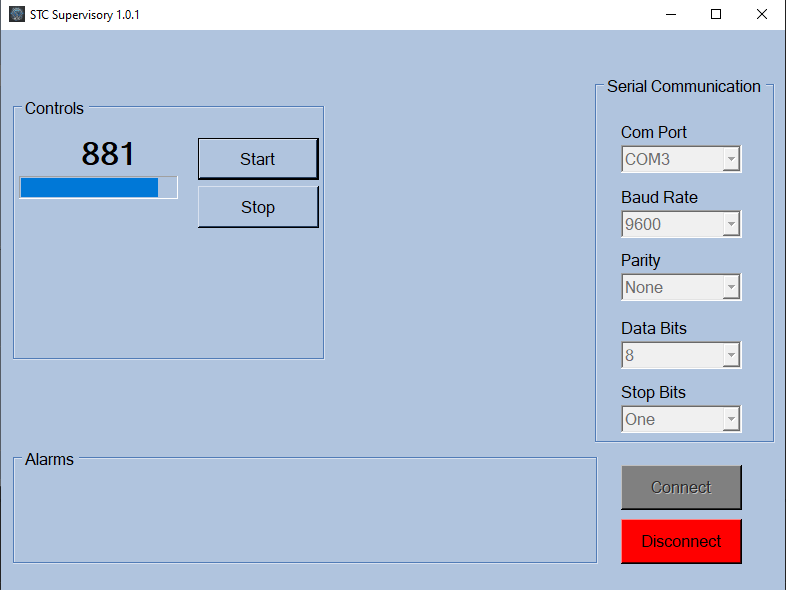 STC Supervisory 1.0.1
Controls
881
Start
Stop
Serial Communication
Com Port
COM3
Baud Rate
9600
Parity
None
Data Bits
8
Stop Bits
One
Alarms
Connect
Disconnect